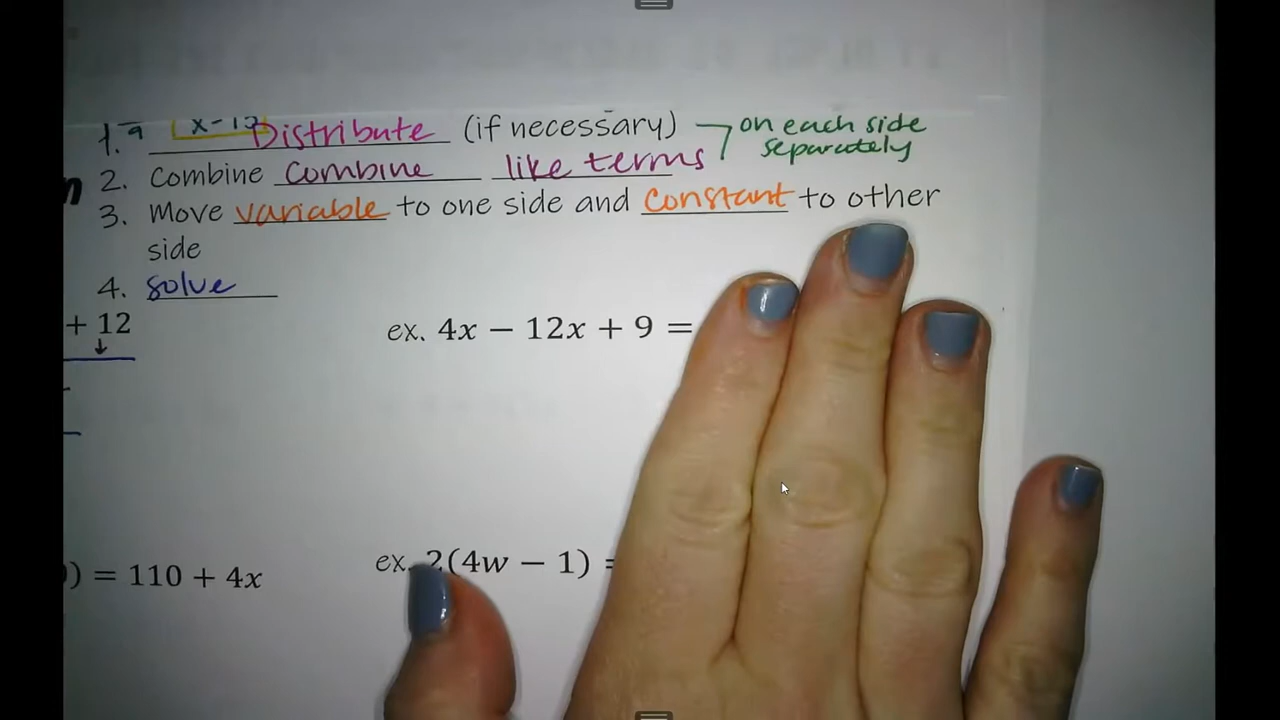 x - 1
1. Distribute (if necessary) on each side
separately
2. Combine Combine like terms
3. Move variable to one side and constant to other
side
4. solve
+ 12
ex. 4x − 12x + 9 =
) = 110 + 4x
ex. 2(4w − 1) =